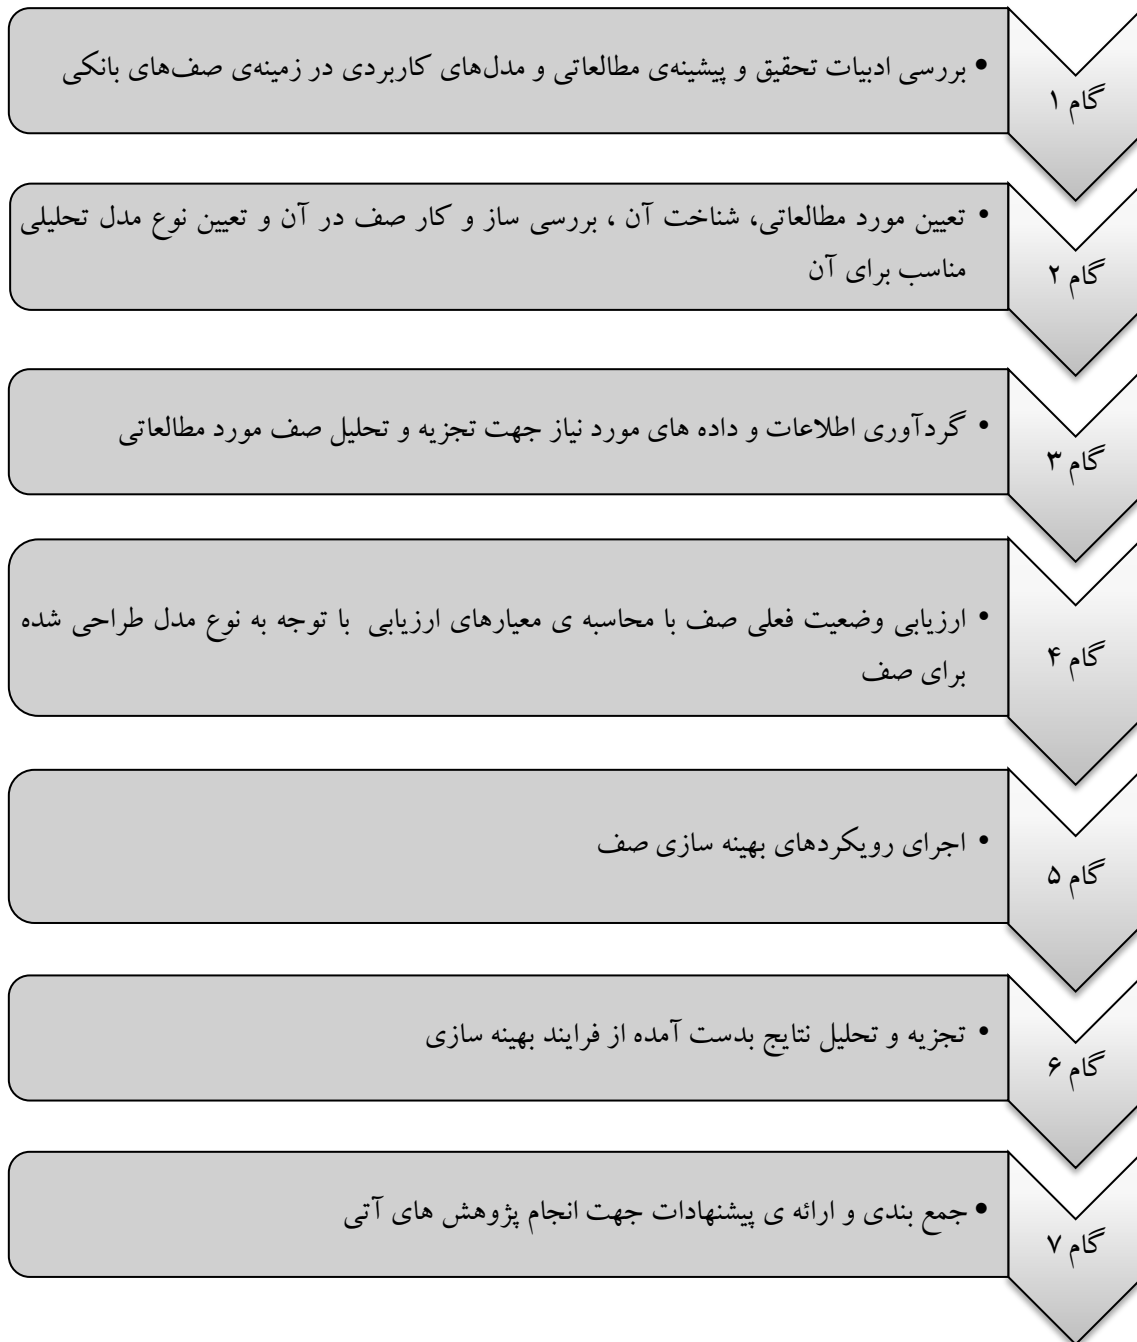 گام ۱
• بررسی ادبیات تحقیق و پیشینه‌ی مطالعاتی و مدل‌های کاربردی در زمینه‌ی صف‌های بانکی
گام ۲
• تعیین مورد مطالعاتی، شناخت آن ، بررسی ساز و کار صف در آن و تعیین نوع مدل تحلیلی
مناسب برای آن
گام ۳
• گردآوری اطلاعات و داده های مورد نیاز جهت تجزیه و تحلیل صف مورد مطالعاتی
گام ۴
• ارزیابی وضعیت فعلی صف با محاسبه ی معیارهای ارزیابی با توجه به نوع مدل طراحی شده
برای صف
گام ۵
• اجرای رویکردهای بهینه سازی صف
گام ۶
• تجزیه و تحلیل نتایج بدست آمده از فرایند بهینه سازی
گام ۷
• جمع بندی و ارائه ی پیشنهادات جهت انجام پژوهش های آتی